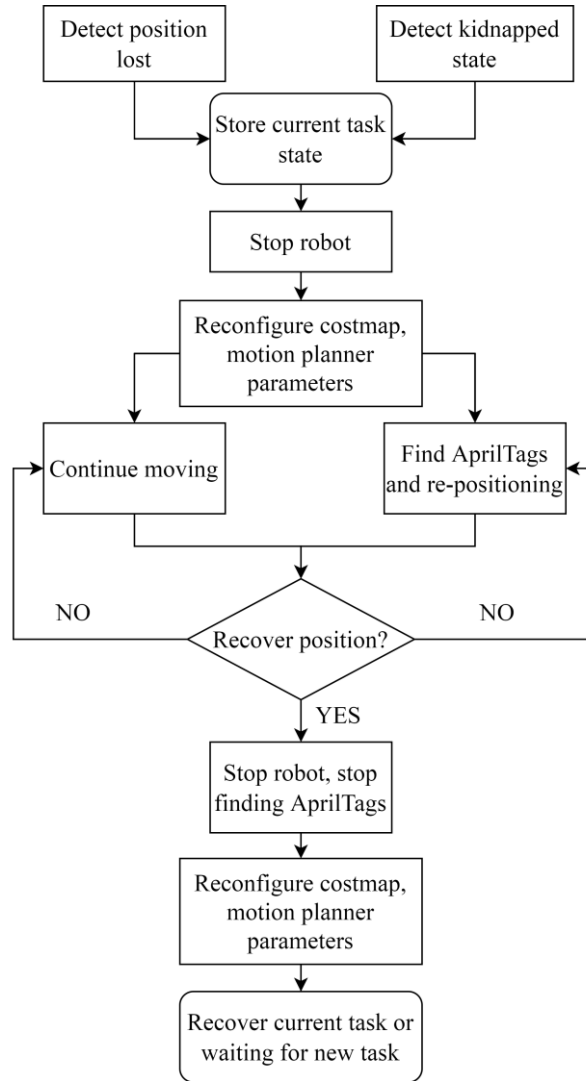 Detect position
lost
Detect kidnapped
state
Store current task
state
Stop robot
Reconfigure costmap,
motion planner
parameters
Continue moving
Find AprilTags
and re-positioning
NO
Recover position?
NO
YES
Stop robot, stop
finding AprilTags
Reconfigure costmap,
motion planner
parameters
Recover current task or
waiting for new task